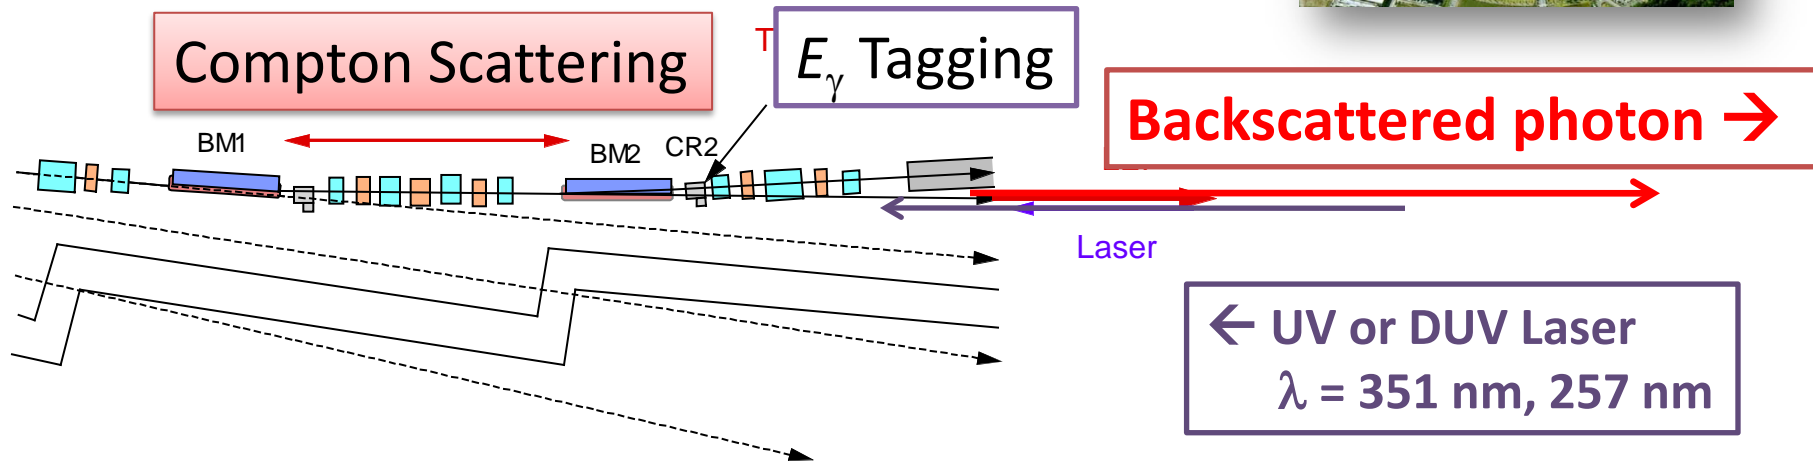 Compton Scattering
T
E𝛾 Tagging
Backscattered photon →
BM1
BM2
CR2
Laser
← UV or DUV Laser
λ = 351 nm, 257 nm